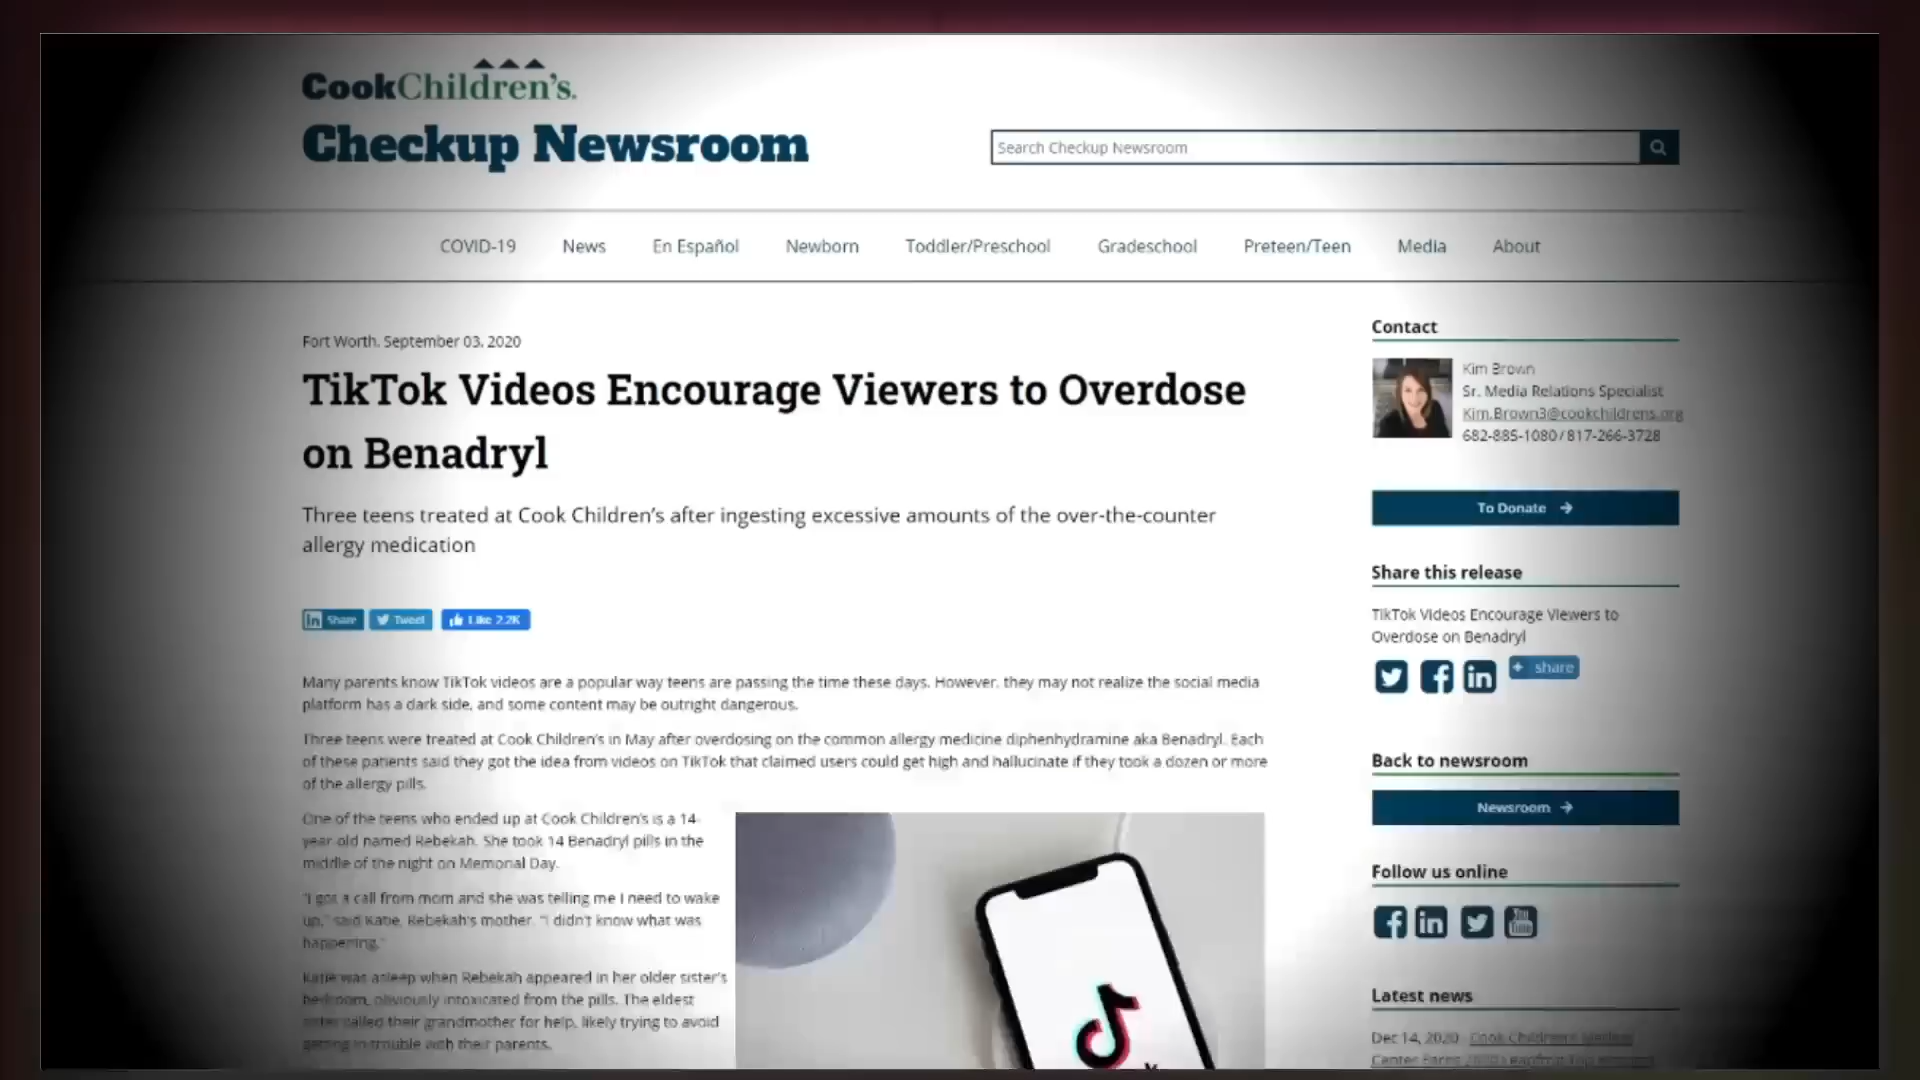 CookChildren's.
Checkup Newsroom
Search Checkup Newsroom
COVID-19 News En Español Newborn Toddler/Preschool Gradeschool Preteen/Teen Media About
Fort Worth, September 03, 2020
TikTok Videos Encourage Viewers to Overdose
on Benadryl
Three teens treated at Cook Children's after ingesting excessive amounts of the over-the-counter
allergy medication
in Share Tweet Like 2.2K
Many parents know TikTok videos are a popular way teens are passing the time these days. However, they may not realize the social media
platform has a dark side, and some content may be outright dangerous.
Three teens were treated at Cook Children's in May after overdosing on the common allergy medicine diphenhydramine aka Benadryl. Each
of these patients said they got the idea from videos on TikTok that claimed users could get high and hallucinate if they took a dozen or more
of the allergy pills.
One of the teens who ended up at Cook Children's is a 14-
year-old named Rebekah. She took 14 Benadryl pills in the
middle of the night on Memorial Day.
"I got a call from mom and she was telling me I need to wake
up," said Katie, Rebekah's mother. "I didn't know what was
happening."
Katie was asleep when Rebekah appeared in her older sister's
bedroom, obviously intoxicated from the pills. The eldest
sister called their grandmother for help, likely trying to avoid
getting in trouble with their parents.
Contact
Kim Brown
Sr. Media Relations Specialist
Kim.Brown3@cookchildrens.org
682-885-1080/817-266-3728
To Donate
Share this release
TikTok Videos Encourage Viewers to
Overdose on Benadryl
in + share
Back to newsroom
Newsroom
Follow us online
in You Tube
Latest news
Dec 14, 2020 - Cook Children's Medical
Center